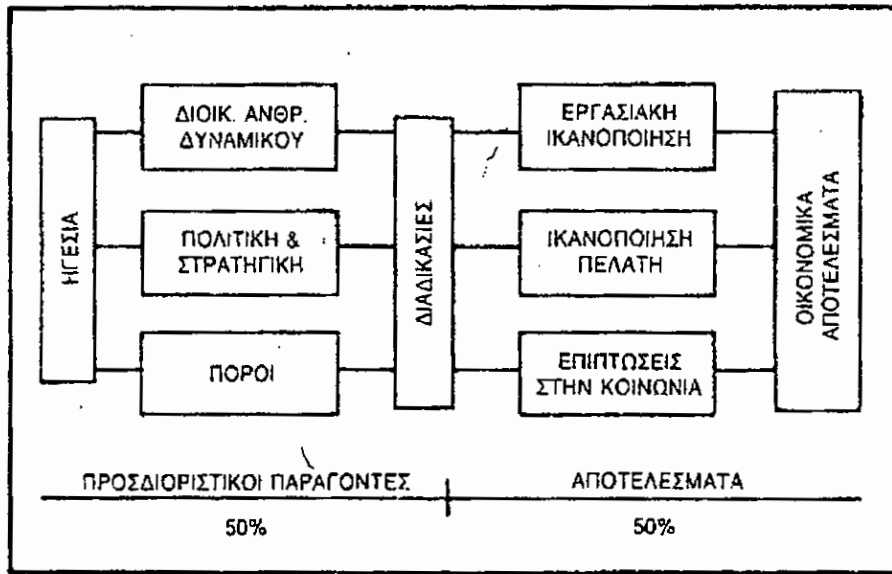 ΗΓΕΣΙΑ
ΔΙΟΙΚ. ΑΝΘΡ.
ΔΥΝΑΜΙΚΟΥ
ΠΟΛΙΤΙΚΗ &
ΣΤΡΑΤΗΓΙΚΗ
ΠΟΡΟΙ
ΔΙΑΔΙΚΑΣΙΕΣ
ΕΡΓΑΣΙΑΚΗ
ΙΚΑΝΟΠΟΙΗΣΗ
ΙΚΑΝΟΠΟΙΗΣΗ
ΠΕΛΑΤΗ
ΕΠΙΠΤΩΣΕΙΣ
ΣΤΗΝ ΚΟΙΝΩΝΙΑ
ΟΙΚΟΝΟΜΙΚΑ
ΑΠΟΤΕΛΕΣΜΑΤΑ
ΠΡΟΣΔΙΟΡΙΣΤΙΚΟΙ ΠΑΡΑΓΟΝΤΕΣ
ΑΠΟΤΕΛΕΣΜΑΤΑ
50%
50%